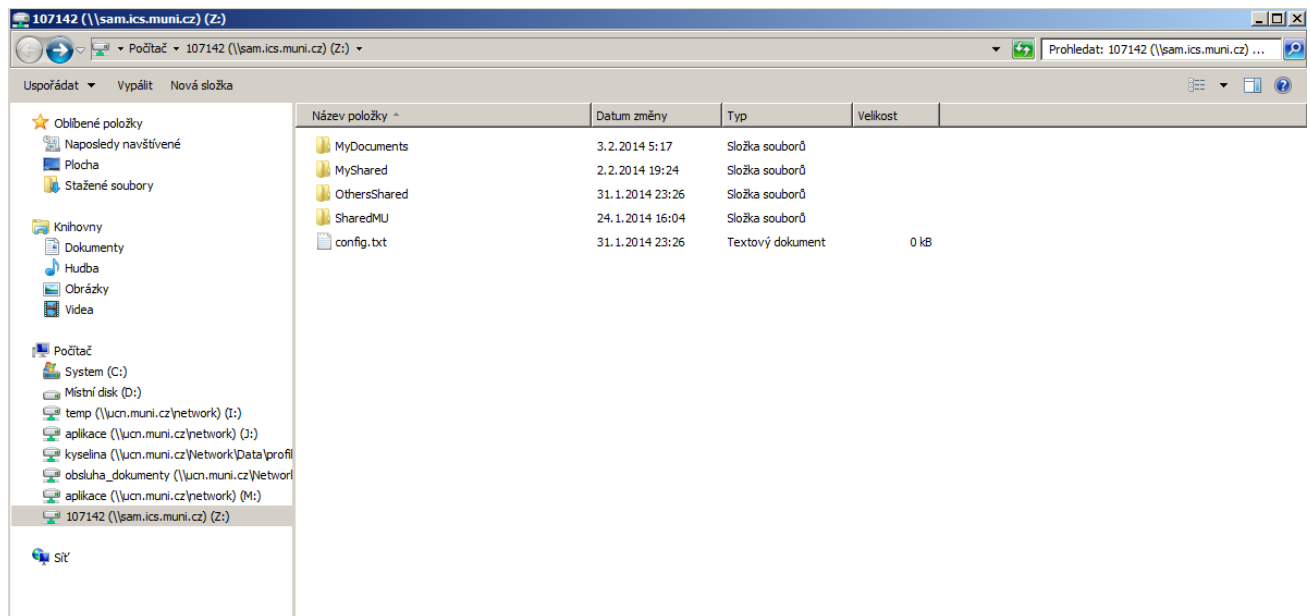 107142 (\\sam.ics.muni.cz) (Z:)
Počítač 107142 (\\sam.ics.muni.cz) (Z:) Prohledat: 107142 (\\sam.ics.muni.cz) ...
Uspořádat Vypálit Nová složka
Oblíbené položky
Naposledy navštívené
Plocha
Stažené soubory
Knihovny
Dokumenty
Hudba
Obrázky
Videa
Počítač
System (C:)
Místní disk (D:)
temp (\\ucn.muni.cz\network) (I:)
aplikace (\\ucn.muni.cz\network) (J:)
kyselina (\\ucn.muni.cz\Network\Data\profil
obsluha_dokumenty (\\ucn.muni.cz\Network
aplikace (\\ucn.muni.cz\network) (M:)
107142 (\\sam.ics.muni.cz) (Z:)
Síť
Název položky Datum změny Typ Velikost
MyDocuments 3.2.2014 5:17 Složka souborů
MyShared 2.2.2014 19:24 Složka souborů
OthersShared 31.1.2014 23:26 Složka souborů
SharedMU 24.1.2014 16:04 Složka souborů
config.txt 31.1.2014 23:26 Textový dokument 0 kB